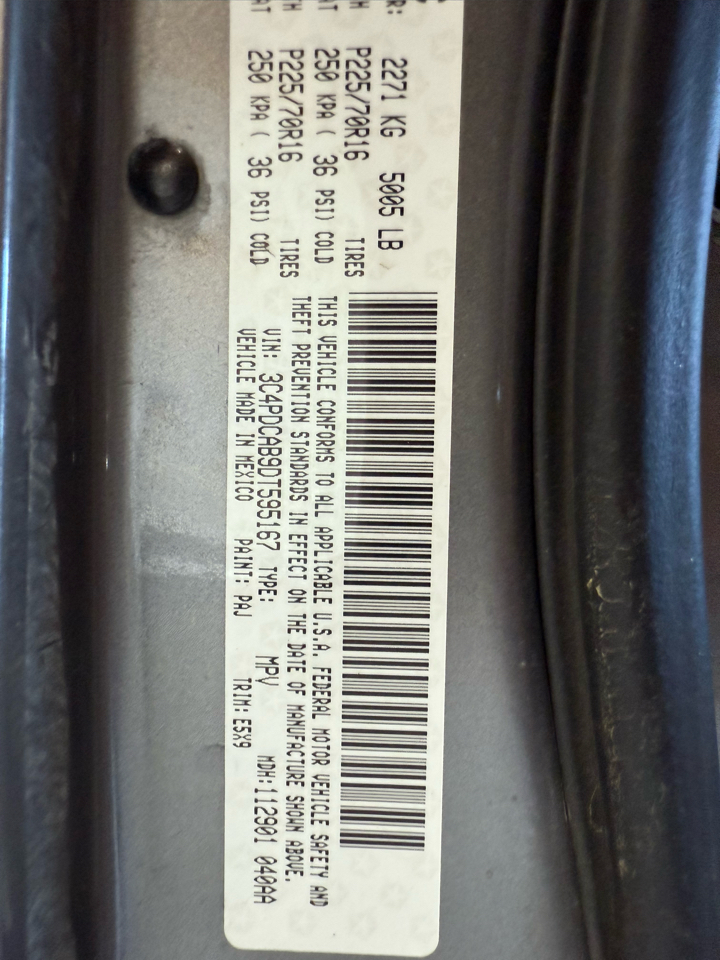 2271 KG 5005 LB
P225/70R16 TIRES
250 KPA ( 36 PSI) COLD
P225/70R16 TIRES
250 KPA ( 36 PSI) COLD
THIS VEHICLE CONFORMS TO ALL APPLICABLE U.S.A. FEDERAL MOTOR VEHICLE SAFETY AND
THEFT PREVENTION STANDARDS IN EFFECT ON THE DATE OF MANUFACTURE SHOWN ABOVE.
VIN: 3C4PDCAB9DT595167 TYPE: MPV MDH:112901 040AA
VEHICLE MADE IN MEXICO PAINT: PAJ TRIM: E5X9